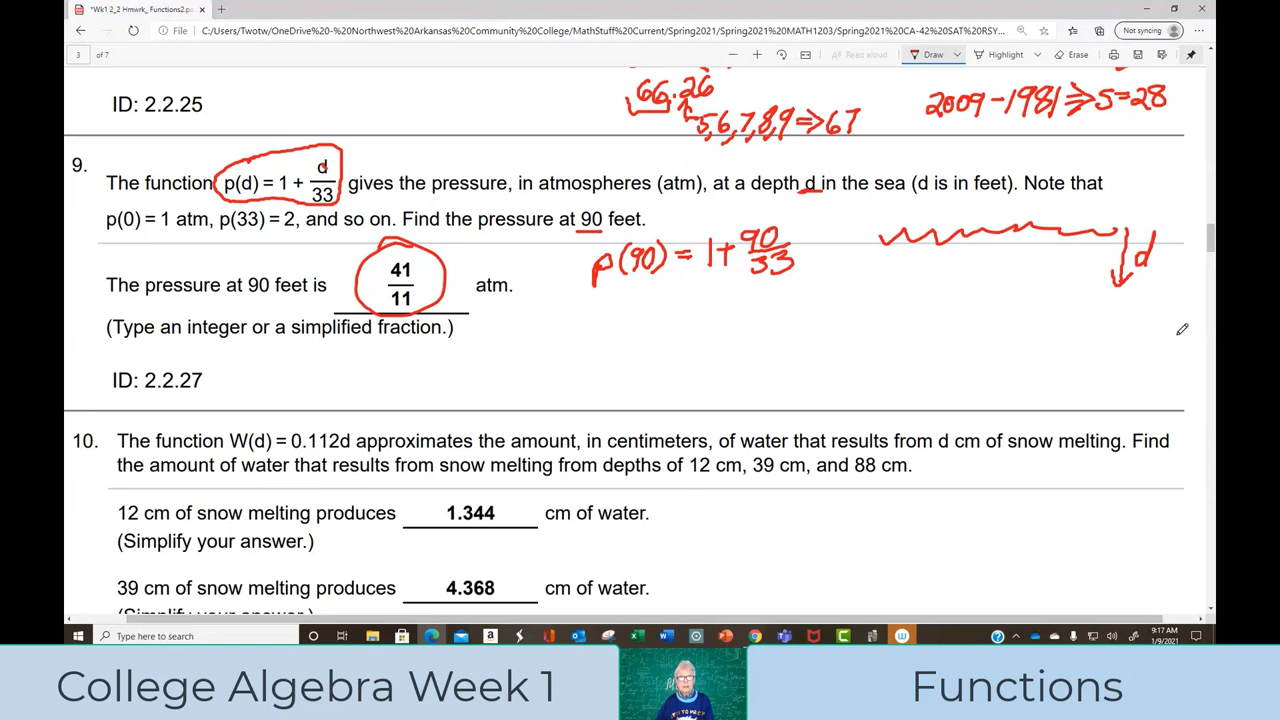 *Wk1 2_2 Hmwrk_ Functions2.pa
File C:/Users/Twotw/OneDrive%20-%20Northwest%20Arkansas%20Community%20College/MathStuff%20Current/Spring2021/Spring2021%20MATH1203/Spring2021%20CA-42%20SAT%20RSY...
Not syncing
3 of 7
Read aloud Draw Highlight Erase
66.26
5,6,7,8,9 => 67
2009 - 1981 => S = 28
ID: 2.2.25
9.
The function p(d) = 1 + d/33 gives the pressure, in atmospheres (atm), at a depth d in the sea (d is in feet). Note that
p(0) = 1 atm, p(33) = 2, and so on. Find the pressure at 90 feet.
p(90) = 1 + 90/33
d
The pressure at 90 feet is 41/11 atm.
(Type an integer or a simplified fraction.)
ID: 2.2.27
10. The function W(d) = 0.112d approximates the amount, in centimeters, of water that results from d cm of snow melting. Find
the amount of water that results from snow melting from depths of 12 cm, 39 cm, and 88 cm.
12 cm of snow melting produces 1.344 cm of water.
(Simplify your answer.)
39 cm of snow melting produces 4.368 cm of water.
(Simplify your answer.)
Type here to search
9:17 AM
1/9/2021
College Algebra Week 1
Functions